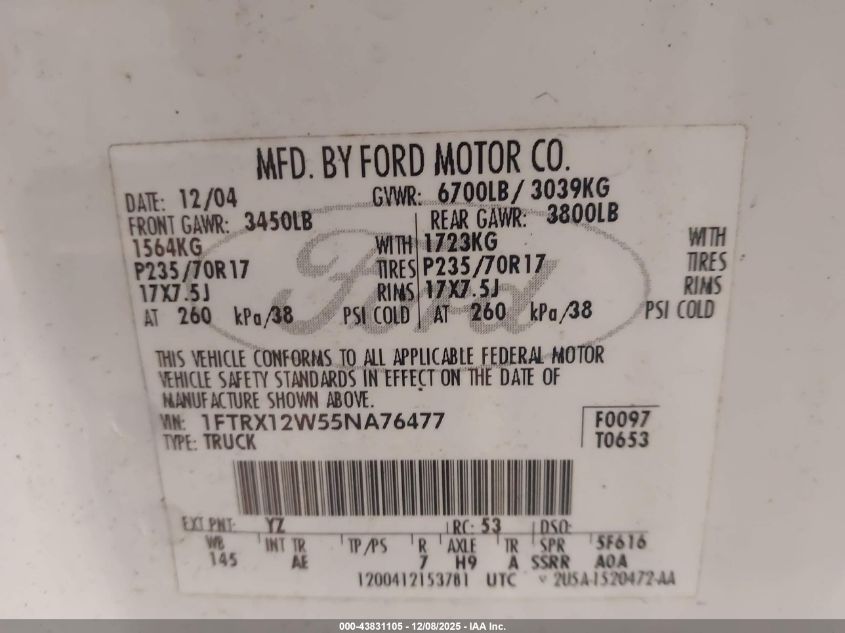 MFD. BY FORD MOTOR CO.
DATE: 12/04 GVWR: 6700LB/ 3039KG
FRONT GAWR: 3450LB REAR GAWR: 3800LB
1564KG WITH 1723KG WITH
P235/70R17 TIRES P235/70R17 TIRES
17X7.5J RIMS 17X7.5J RIMS
AT 260 kPa/38 PSI COLD AT 260 kPa/38 PSI COLD
Ford
THIS VEHICLE CONFORMS TO ALL APPLICABLE FEDERAL MOTOR
VEHICLE SAFETY STANDARDS IN EFFECT ON THE DATE OF
MANUFACTURE SHOWN ABOVE.
VIN: 1FTRX12W55NA76477 F0097
TYPE: TRUCK T0653
EXT PNT: YZ RC: 53 DSO:
WB INT TR TP/PS R AXLE TR SPR 5F616
145 AE 7 H9 A SSRR A0A
1200412153781 UTC v 2U5A-1520472-AA
000-43831105 - 12/08/2025 - IAA Inc.